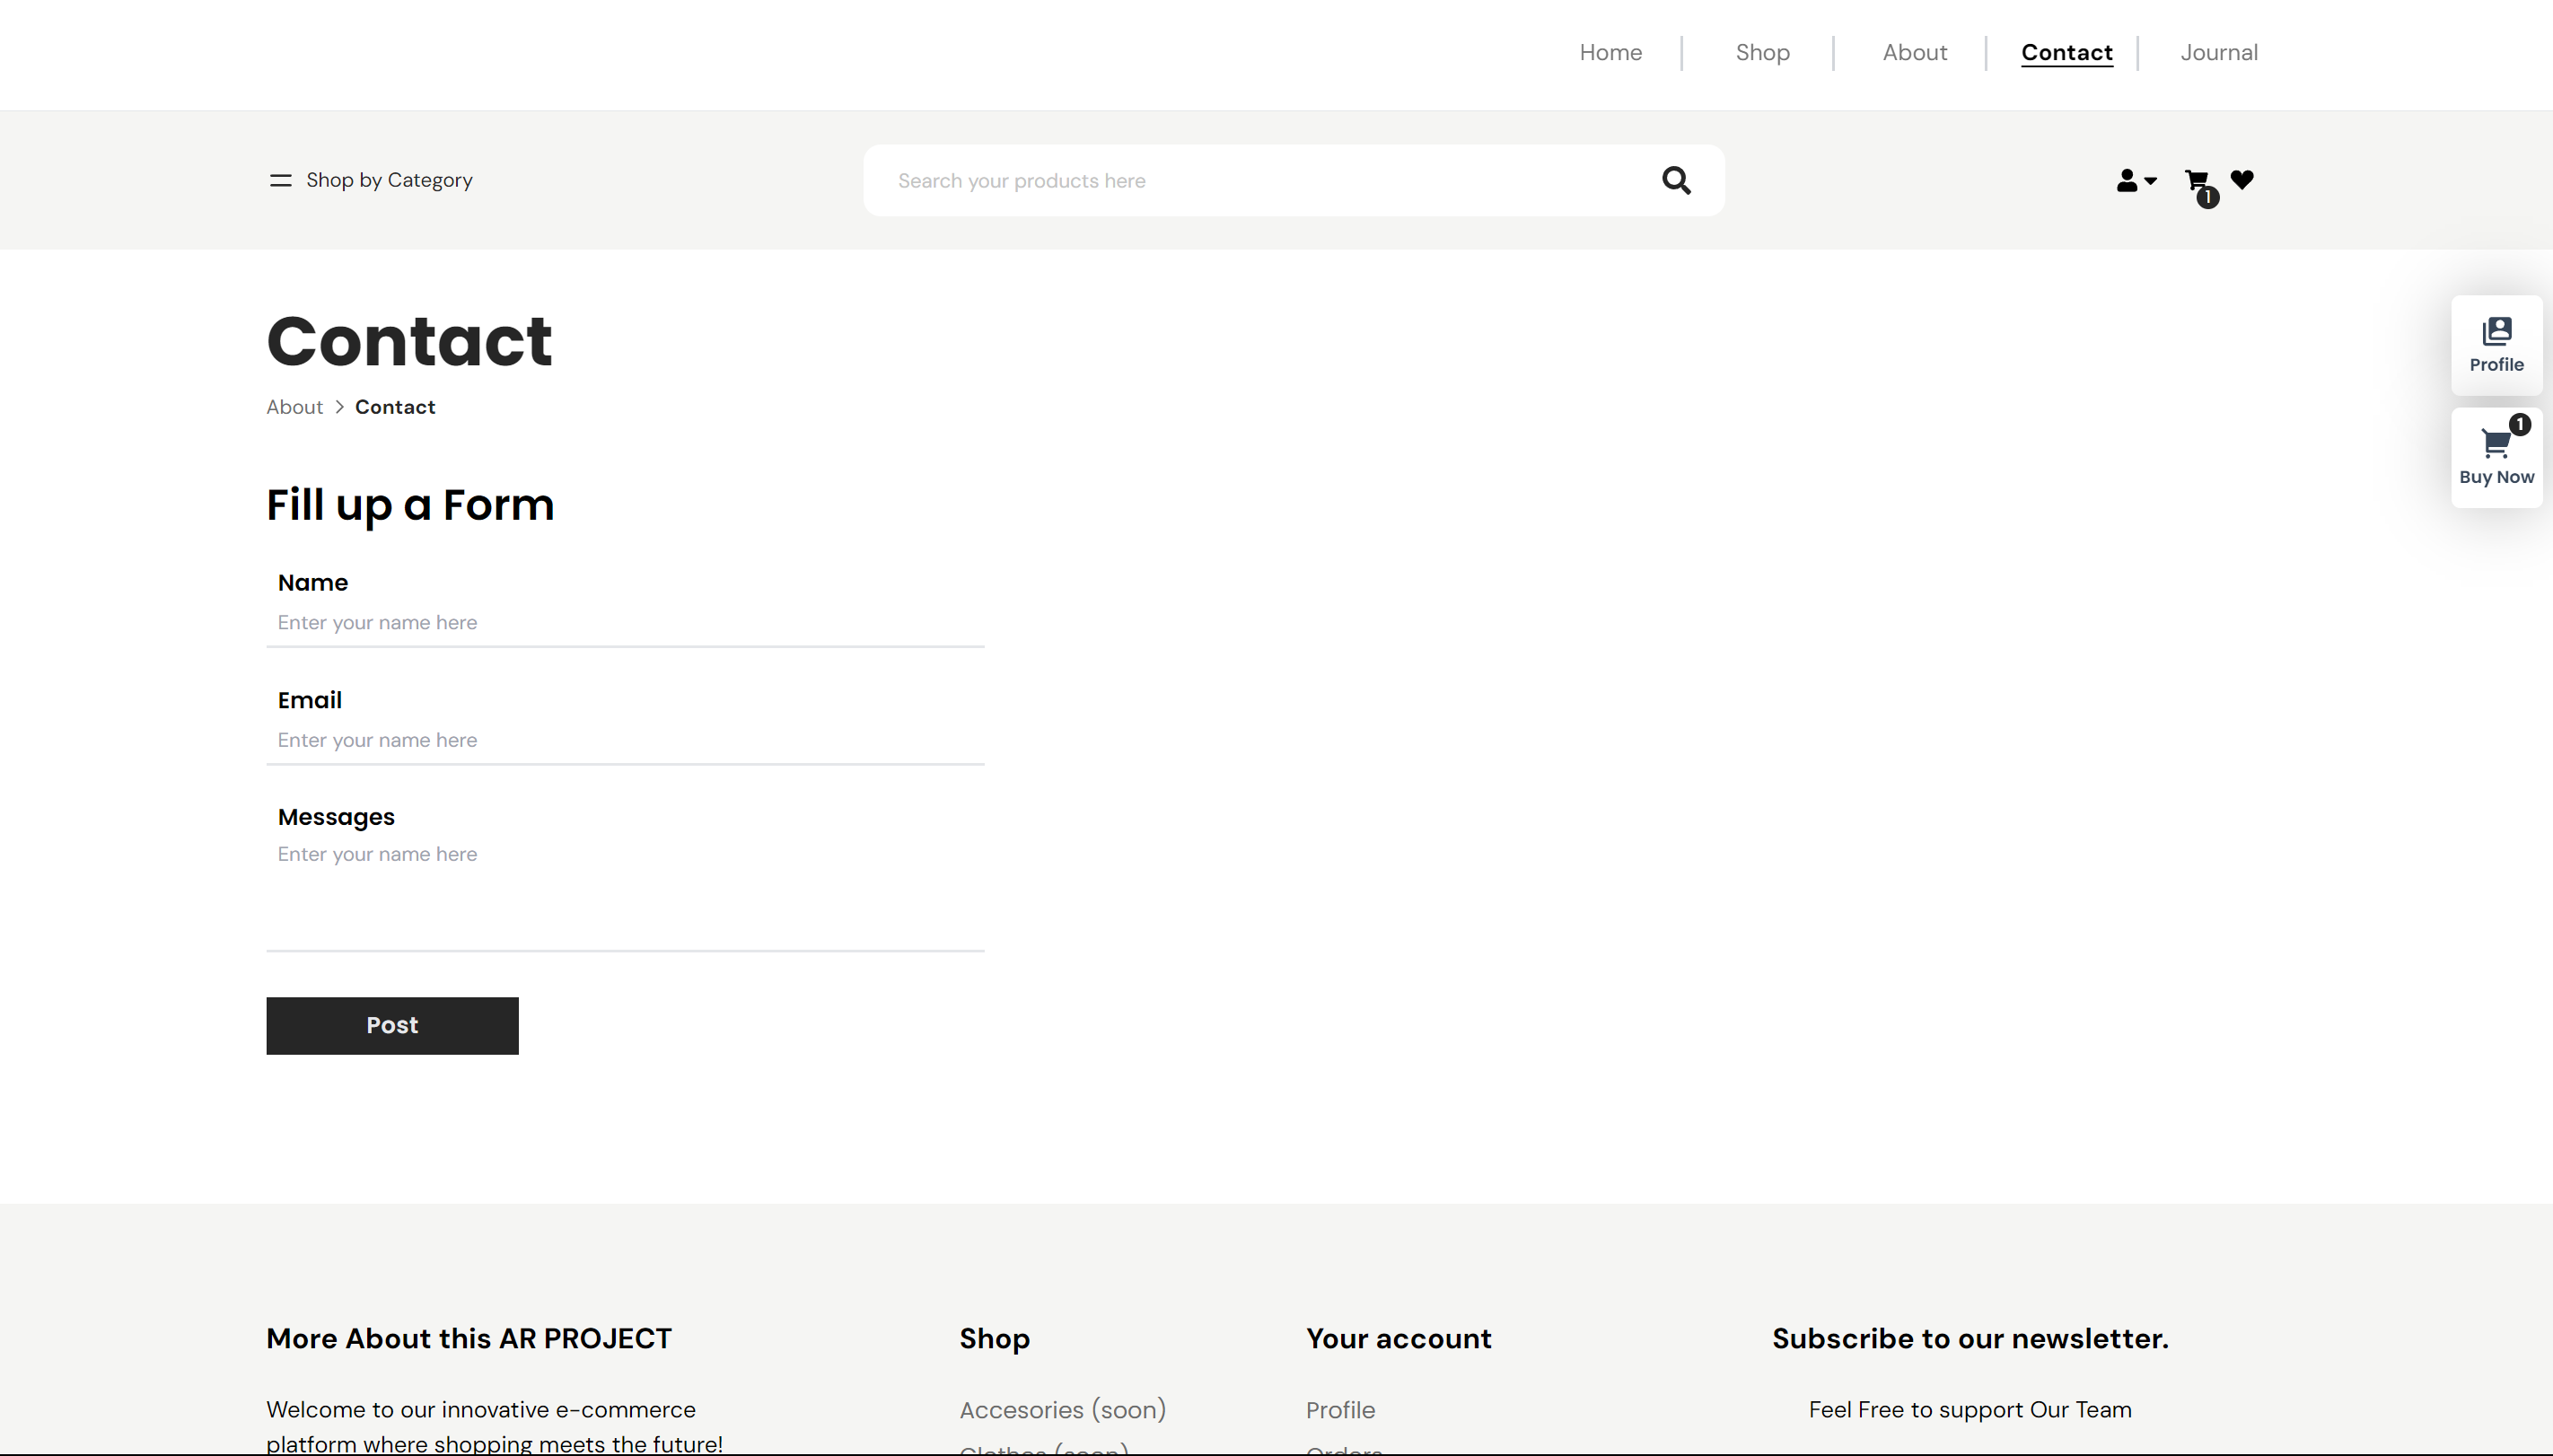 Home
Shop
About
Contact
Journal
Shop by Category
Search your products here
1
Contact
About > Contact
Profile
1
Buy Now
Fill up a Form
Name
Enter your name here
Email
Enter your name here
Messages
Enter your name here
Post
More About this AR PROJECT
Welcome to our innovative e-commerce
platform where shopping meets the future!
Shop
Accesories (soon)
Clothes (soon)
Your account
Profile
Orders
Subscribe to our newsletter.
Feel Free to support Our Team